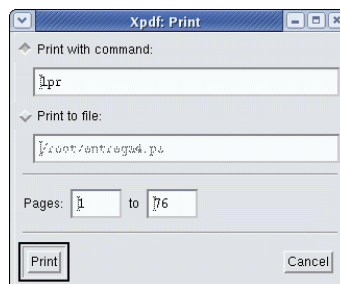 Xpdf: Print
Print with command:
lpr
Print to file:
/root/entrega4.ps
Pages: 1 to 76
Print Cancel